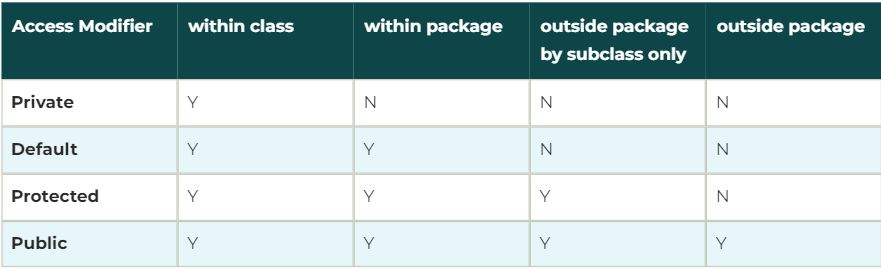 Access Modifier within class within package outside package by subclass only outside package
Private Y N N N
Default Y Y N N
Protected Y Y Y N
Public Y Y Y Y